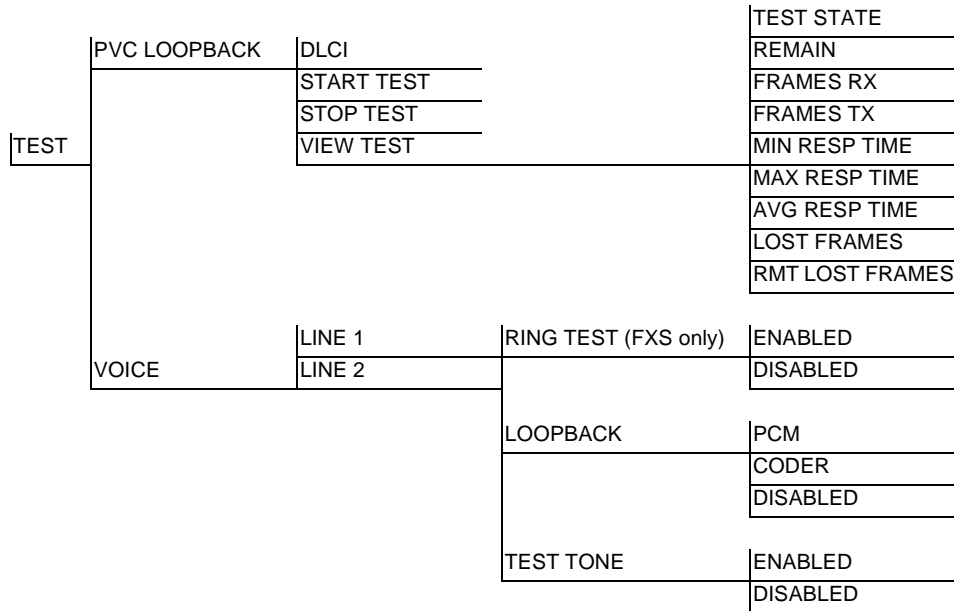 TEST STATE
PVC LOOPBACK DLCI REMAIN
START TEST FRAMES RX
STOP TEST FRAMES TX
TEST VIEW TEST MIN RESP TIME
MAX RESP TIME
AVG RESP TIME
LOST FRAMES
RMT LOST FRAMES
LINE 1 RING TEST (FXS only) ENABLED
VOICE LINE 2 DISABLED
LOOPBACK PCM
CODER
DISABLED
TEST TONE ENABLED
DISABLED